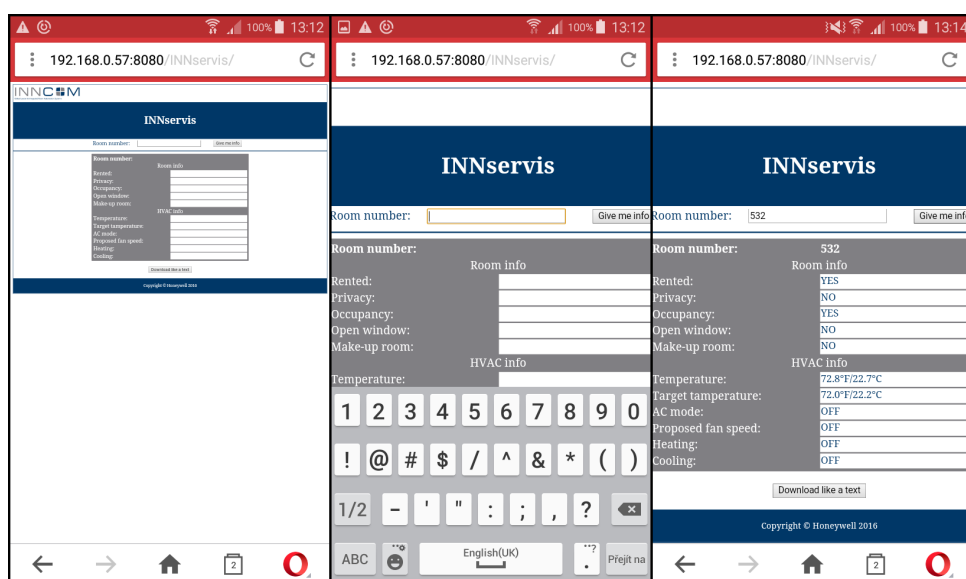 100% 13:12
192.168.0.57:8080/INNservis/
INNCOM
INNservis
Room number: Give me info
Room number:
Room info
Rented:
Privacy:
Occupancy:
Open window:
Make-up room:
HVAC info
Temperature:
Target tamperature:
AC mode:
Proposed fan speed:
Heating:
Cooling:
Download like a text
Copyright © Honeywell 2016
2
100% 13:12
192.168.0.57:8080/INNservis/
INNservis
Room number: Give me info
Room number:
Room info
Rented:
Privacy:
Occupancy:
Open window:
Make-up room:
HVAC info
Temperature:
1 2 3 4 5 6 7 8 9 0
! @ # $ / ^ & * ( )
1/2 - ' " : ; , ?
ABC English(UK) . Přejít na
100% 13:14
192.168.0.57:8080/INNservis/
INNservis
Room number: 532 Give me info
Room number: 532
Room info
Rented: YES
Privacy: NO
Occupancy: YES
Open window: NO
Make-up room: NO
HVAC info
Temperature: 72.8°F/22.7°C
Target tamperature: 72.0°F/22.2°C
AC mode: OFF
Proposed fan speed: OFF
Heating: OFF
Cooling: OFF
Download like a text
Copyright © Honeywell 2016
2